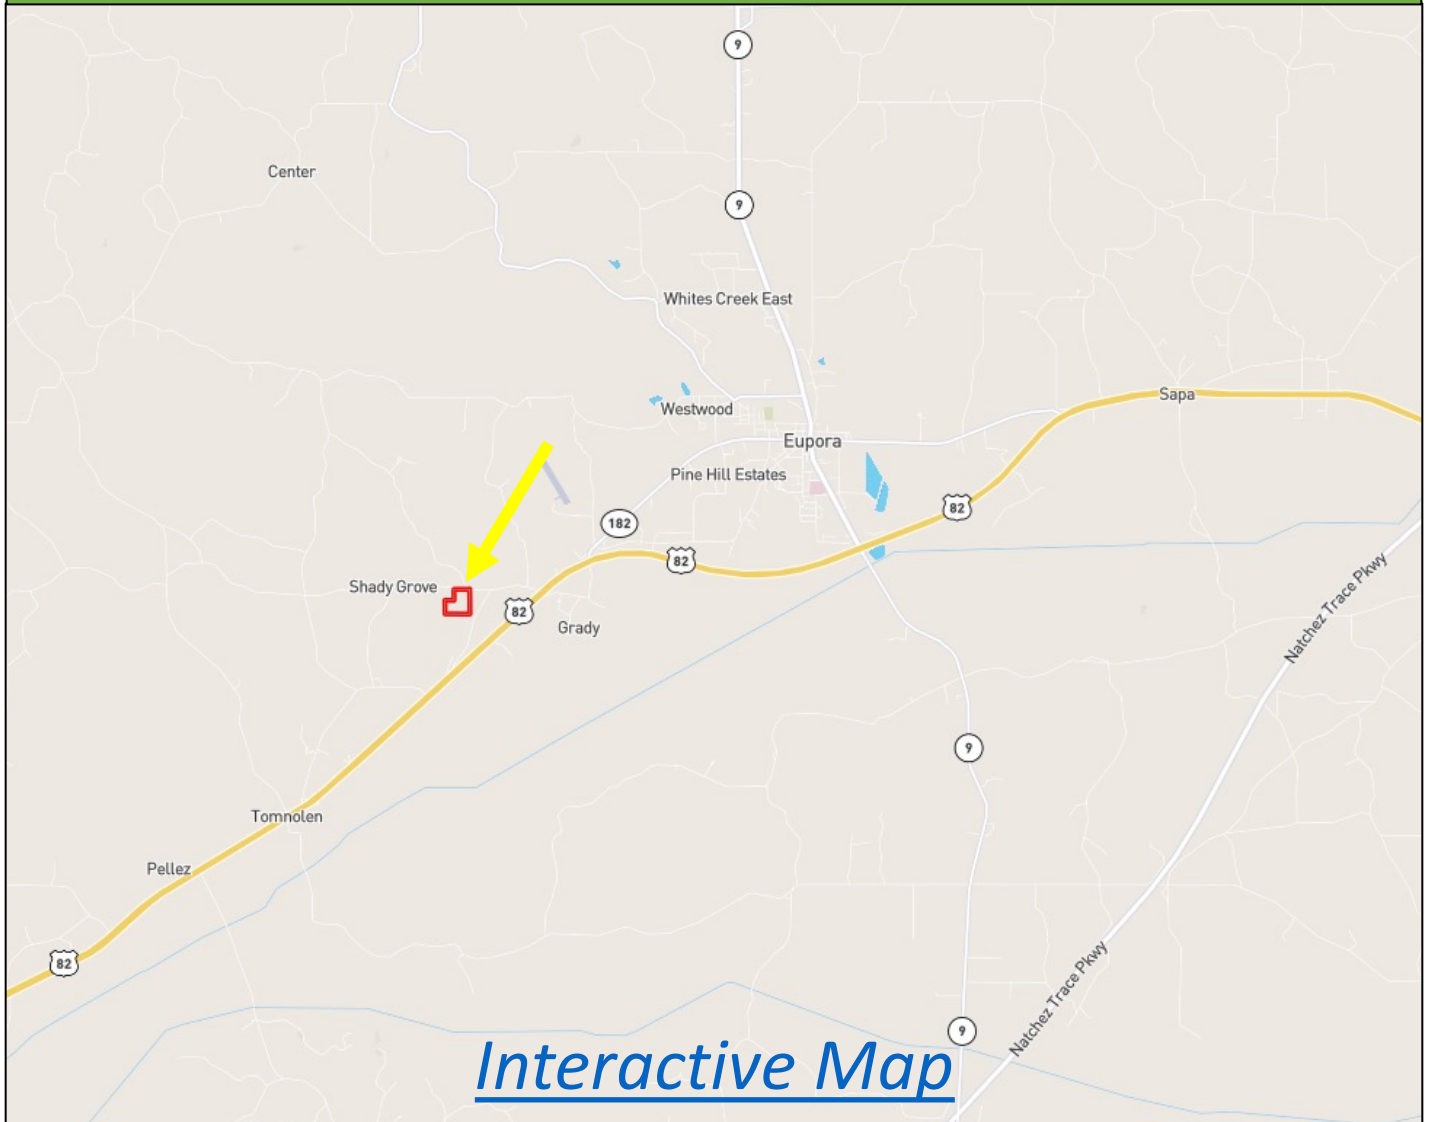 9
Center
9
Whites Creek East
Sapa
Westwood
Eupora
Pine Hill Estates
82
182
82
Natchez Trace Pkwy
Shady Grove
82
Grady
9
Tomnolen
Pellez
82
Natchez Trace Pkwy
9
Interactive Map